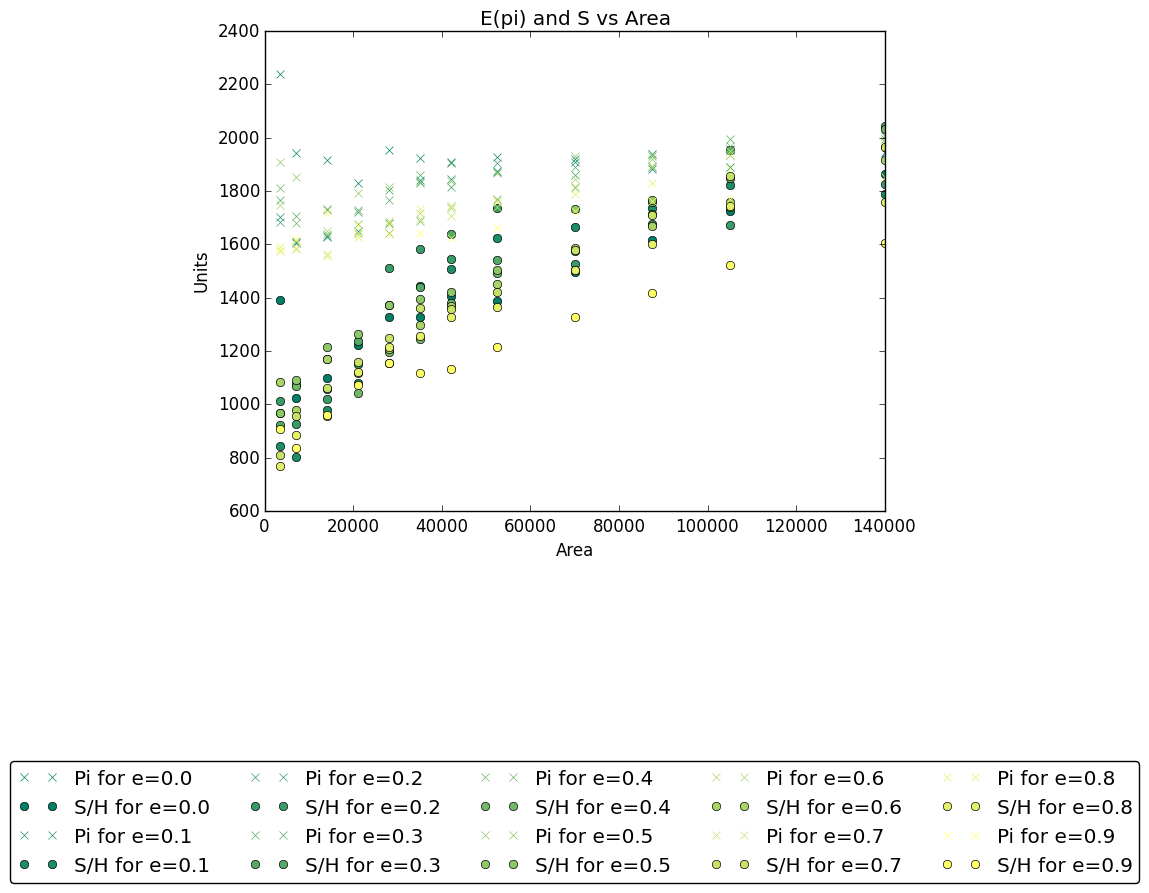 E(pi) and S vs Area
2400
2200
2000
1800
1600
1400
1200
1000
800
600
Units
0 20000 40000 60000 80000 100000 120000 140000
Area
Pi for e=0.0 Pi for e=0.2 Pi for e=0.4 Pi for e=0.6 Pi for e=0.8
S/H for e=0.0 S/H for e=0.2 S/H for e=0.4 S/H for e=0.6 S/H for e=0.8
Pi for e=0.1 Pi for e=0.3 Pi for e=0.5 Pi for e=0.7 Pi for e=0.9
S/H for e=0.1 S/H for e=0.3 S/H for e=0.5 S/H for e=0.7 S/H for e=0.9